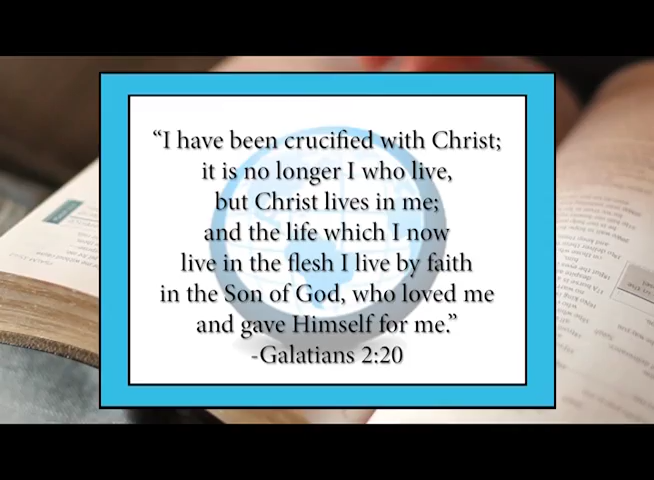 “I have been crucified with Christ;
it is no longer I who live,
but Christ lives in me;
and the life which I now
live in the flesh I live by faith
in the Son of God, who loved me
and gave Himself for me.”
-Galatians 2:20